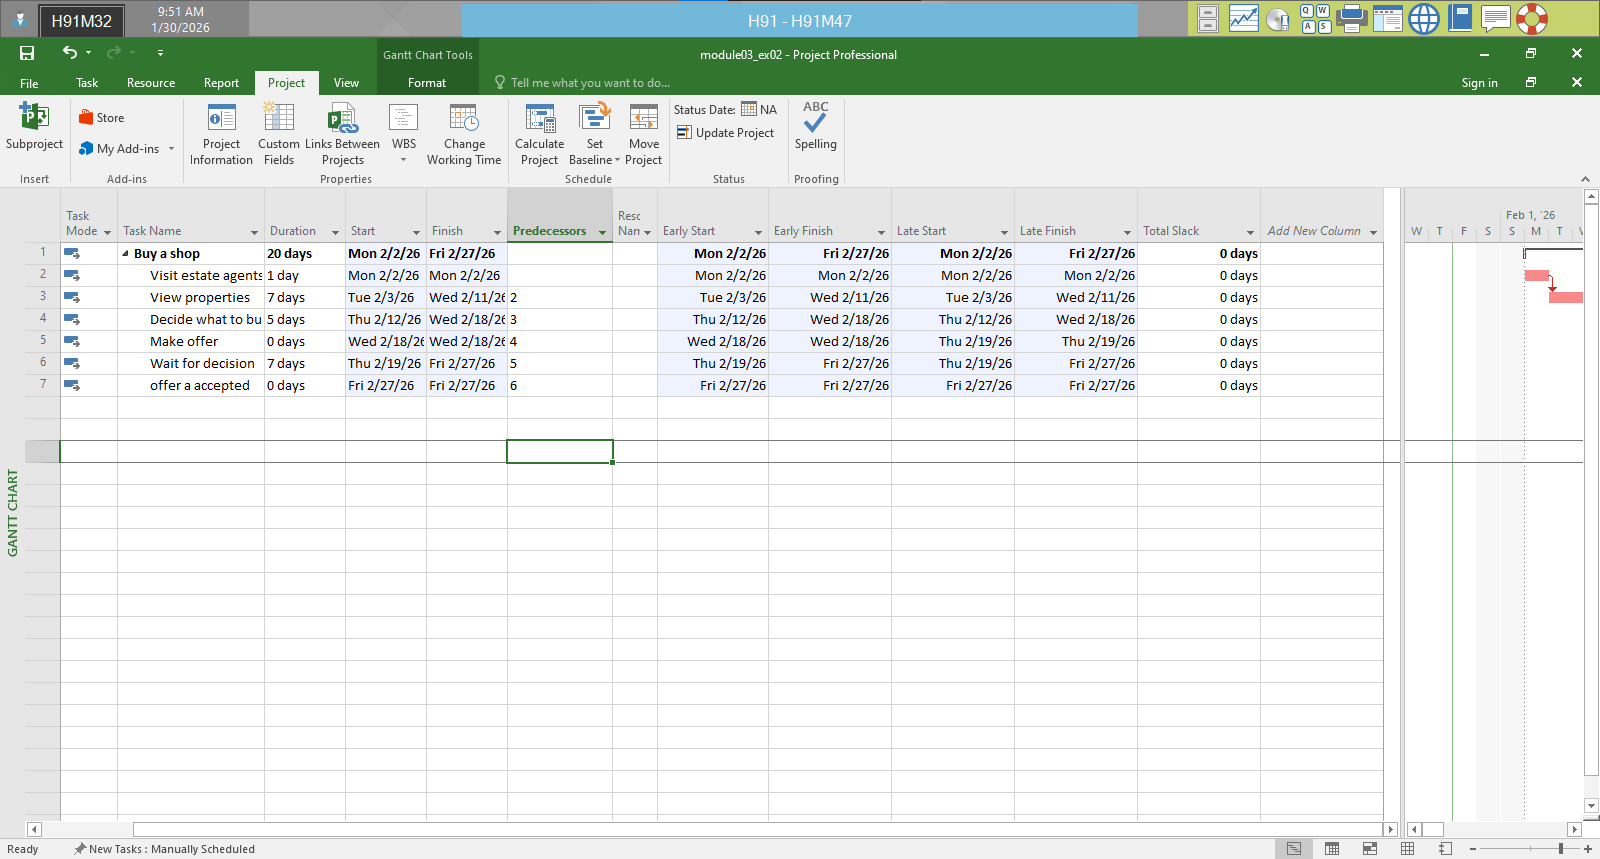 H91M32
9:51 AM
1/30/2026
H91 - H91M47
Q W
A S
Gantt Chart Tools
module03_ex02 - Project Professional
File Task Resource Report Project View Format Tell me what you want to do... Sign in
Subproject
Insert
Store
My Add-ins
Add-ins
Project Information
Custom Fields
Links Between Projects
WBS
Change Working Time
Properties
Calculate Project
Set Baseline
Move Project
Schedule
Status Date: NA
Update Project
Status
ABC
Spelling
Proofing
Task Mode Task Name Duration Start Finish Predecessors Resc Nan Early Start Early Finish Late Start Late Finish Total Slack Add New Column
Feb 1, '26
W T F S S M T W
1 Buy a shop 20 days Mon 2/2/26 Fri 2/27/26 Mon 2/2/26 Fri 2/27/26 Mon 2/2/26 Fri 2/27/26 0 days
2 Visit estate agents 1 day Mon 2/2/26 Mon 2/2/26 Mon 2/2/26 Mon 2/2/26 Mon 2/2/26 Mon 2/2/26 0 days
3 View properties 7 days Tue 2/3/26 Wed 2/11/26 2 Tue 2/3/26 Wed 2/11/26 Tue 2/3/26 Wed 2/11/26 0 days
4 Decide what to bu 5 days Thu 2/12/26 Wed 2/18/26 3 Thu 2/12/26 Wed 2/18/26 Thu 2/12/26 Wed 2/18/26 0 days
5 Make offer 0 days Wed 2/18/26 Wed 2/18/26 4 Wed 2/18/26 Wed 2/18/26 Thu 2/19/26 Thu 2/19/26 0 days
6 Wait for decision 7 days Thu 2/19/26 Fri 2/27/26 5 Thu 2/19/26 Fri 2/27/26 Thu 2/19/26 Fri 2/27/26 0 days
7 offer a accepted 0 days Fri 2/27/26 Fri 2/27/26 6 Fri 2/27/26 Fri 2/27/26 Fri 2/27/26 Fri 2/27/26 0 days
GANTT CHART
Ready New Tasks : Manually Scheduled